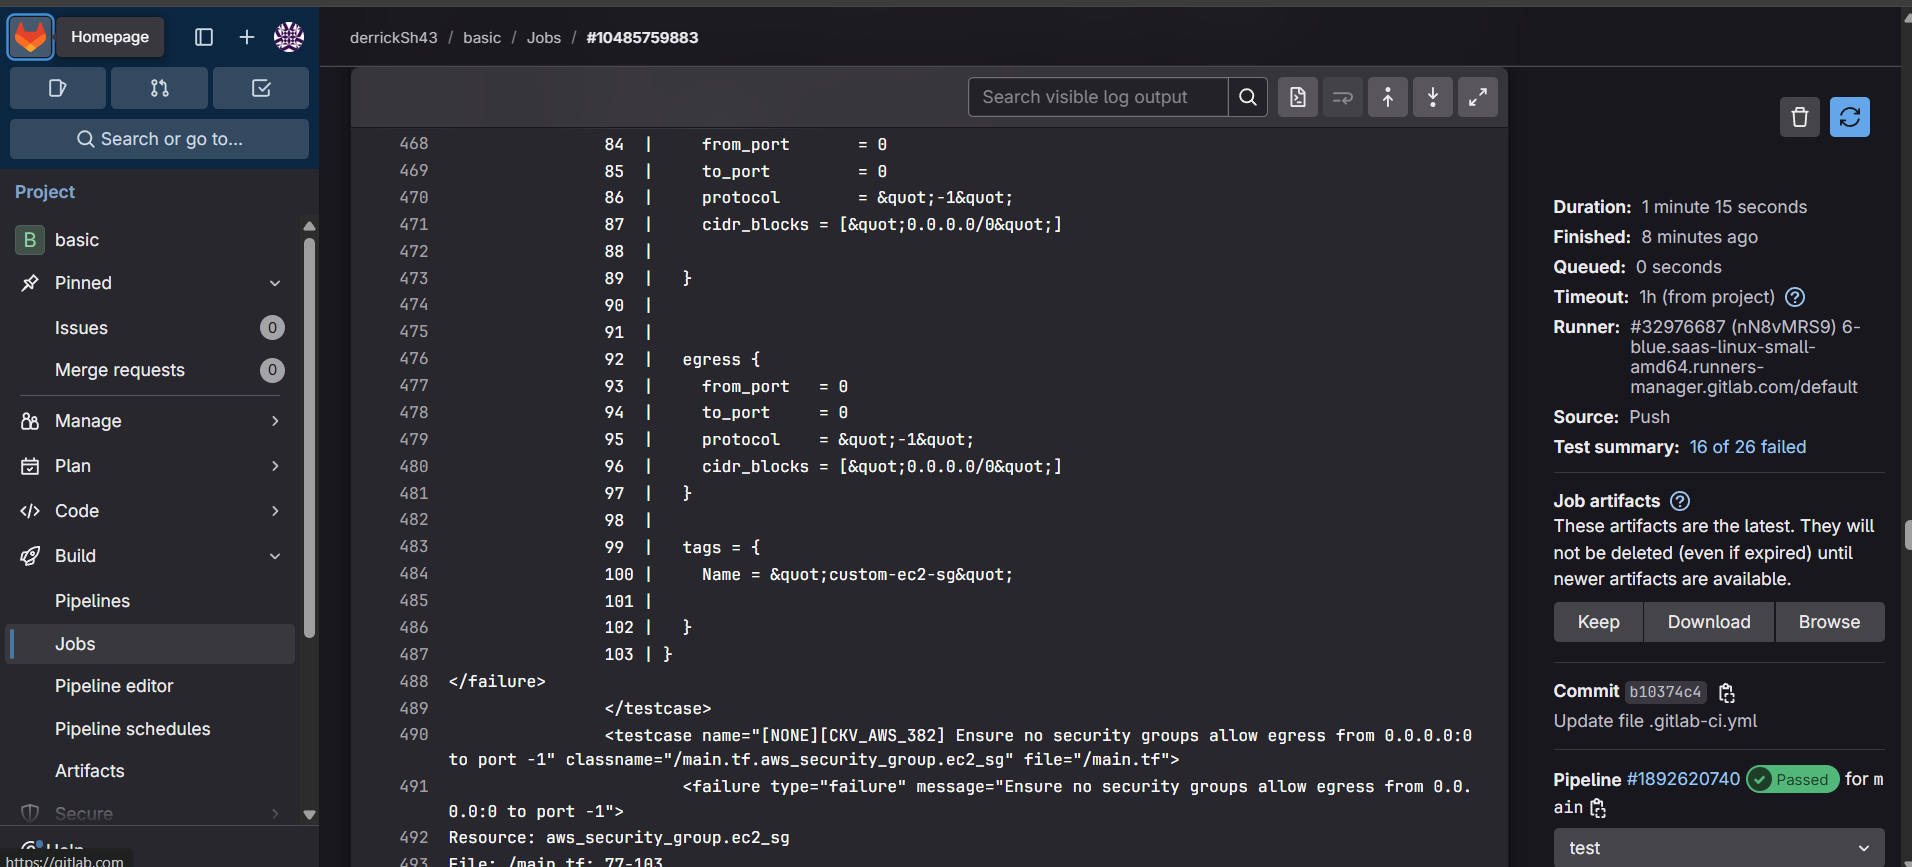 Homepage
derrickSh43 / basic / Jobs / #10485759883
Search or go to...
Project
B basic
Pinned
Issues 0
Merge requests 0
Manage
Plan
Code
Build
Pipelines
Jobs
Pipeline editor
Pipeline schedules
Artifacts
Secure
Help
https://gitlab.com
Search visible log output
468 84 | from_port = 0
469 85 | to_port = 0
470 86 | protocol = &quot;-1&quot;
471 87 | cidr_blocks = [&quot;0.0.0.0/0&quot;]
472 88 |
473 89 | }
474 90 |
475 91 |
476 92 | egress {
477 93 | from_port = 0
478 94 | to_port = 0
479 95 | protocol = &quot;-1&quot;
480 96 | cidr_blocks = [&quot;0.0.0.0/0&quot;]
481 97 | }
482 98 |
483 99 | tags = {
484 100 | Name = &quot;custom-ec2-sg&quot;
485 101 |
486 102 | }
487 103 | }
488 </failure>
489 </testcase>
490 <testcase name="[NONE][CKV_AWS_382] Ensure no security groups allow egress from 0.0.0.0:0
to port -1" classname="/main.tf.aws_security_group.ec2_sg" file="/main.tf">
491 <failure type="failure" message="Ensure no security groups allow egress from 0.0.
0.0:0 to port -1">
492 Resource: aws_security_group.ec2_sg
493 File: /main.tf: 77-103
Duration: 1 minute 15 seconds
Finished: 8 minutes ago
Queued: 0 seconds
Timeout: 1h (from project) ?
Runner: #32976687 (nN8vMRS9) 6-
blue.saas-linux-small-
amd64.runners-
manager.gitlab.com/default
Source: Push
Test summary: 16 of 26 failed
Job artifacts ?
These artifacts are the latest. They will
not be deleted (even if expired) until
newer artifacts are available.
Keep Download Browse
Commit b10374c4
Update file .gitlab-ci.yml
Pipeline #1892620740 Passed for m
ain
test